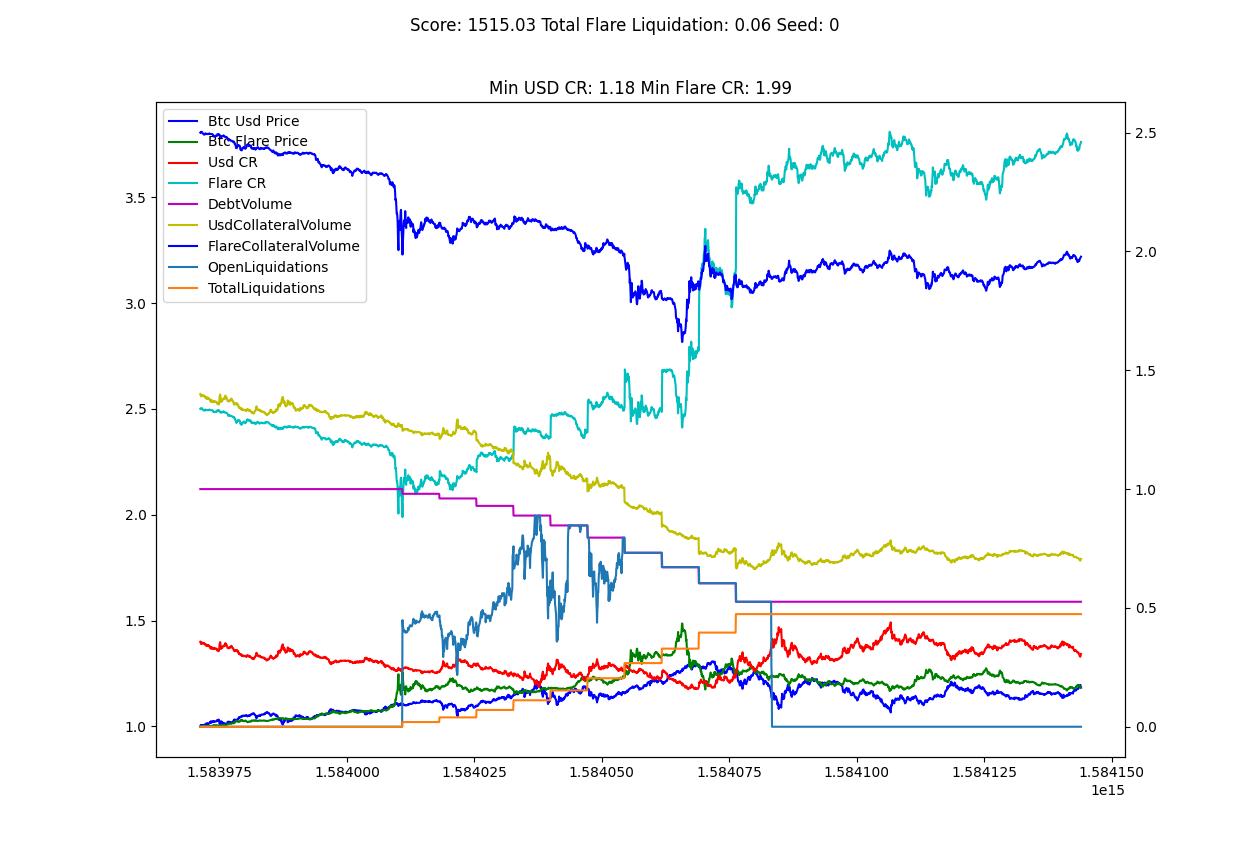 Score: 1515.03 Total Flare Liquidation: 0.06 Seed: 0
Min USD CR: 1.18 Min Flare CR: 1.99
Btc Usd Price
Btc Flare Price
Usd CR
Flare CR
DebtVolume
UsdCollateralVolume
FlareCollateralVolume
OpenLiquidations
TotalLiquidations
3.5
3.0
2.5
2.0
1.5
1.0
2.5
2.0
1.5
1.0
0.5
0.0
1.583975 1.584000 1.584025 1.584050 1.584075 1.584100 1.584125 1.584150
1e15